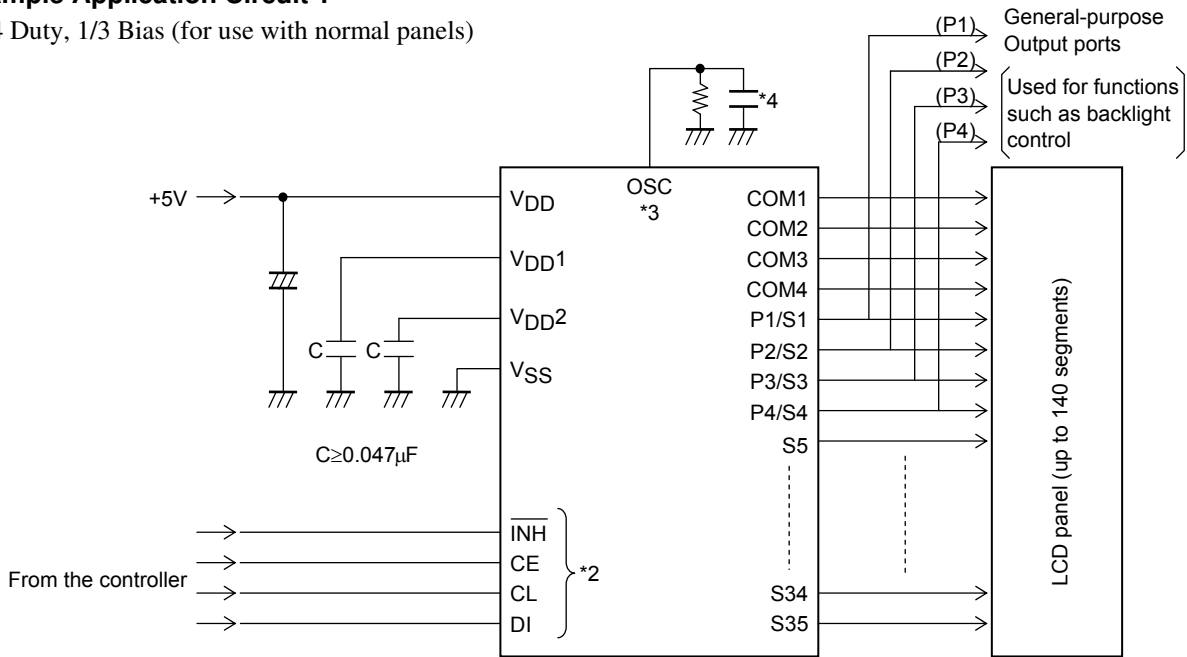 4 Duty, 1/3 Bias (for use with normal panels)
(P1)
General-purpose
Output ports
(P2)
(P3)
(P4)
Used for functions
such as backlight
control
*4
+5V
VDD
OSC
*3
COM1
COM2
VDD1
COM3
COM4
P1/S1
VDD2
P2/S2
C
C
VSS
P3/S3
P4/S4
S5
C≥0.047µF
LCD panel (up to 140 segments)
INH
CE
*2
From the controller
CL
S34
DI
S35